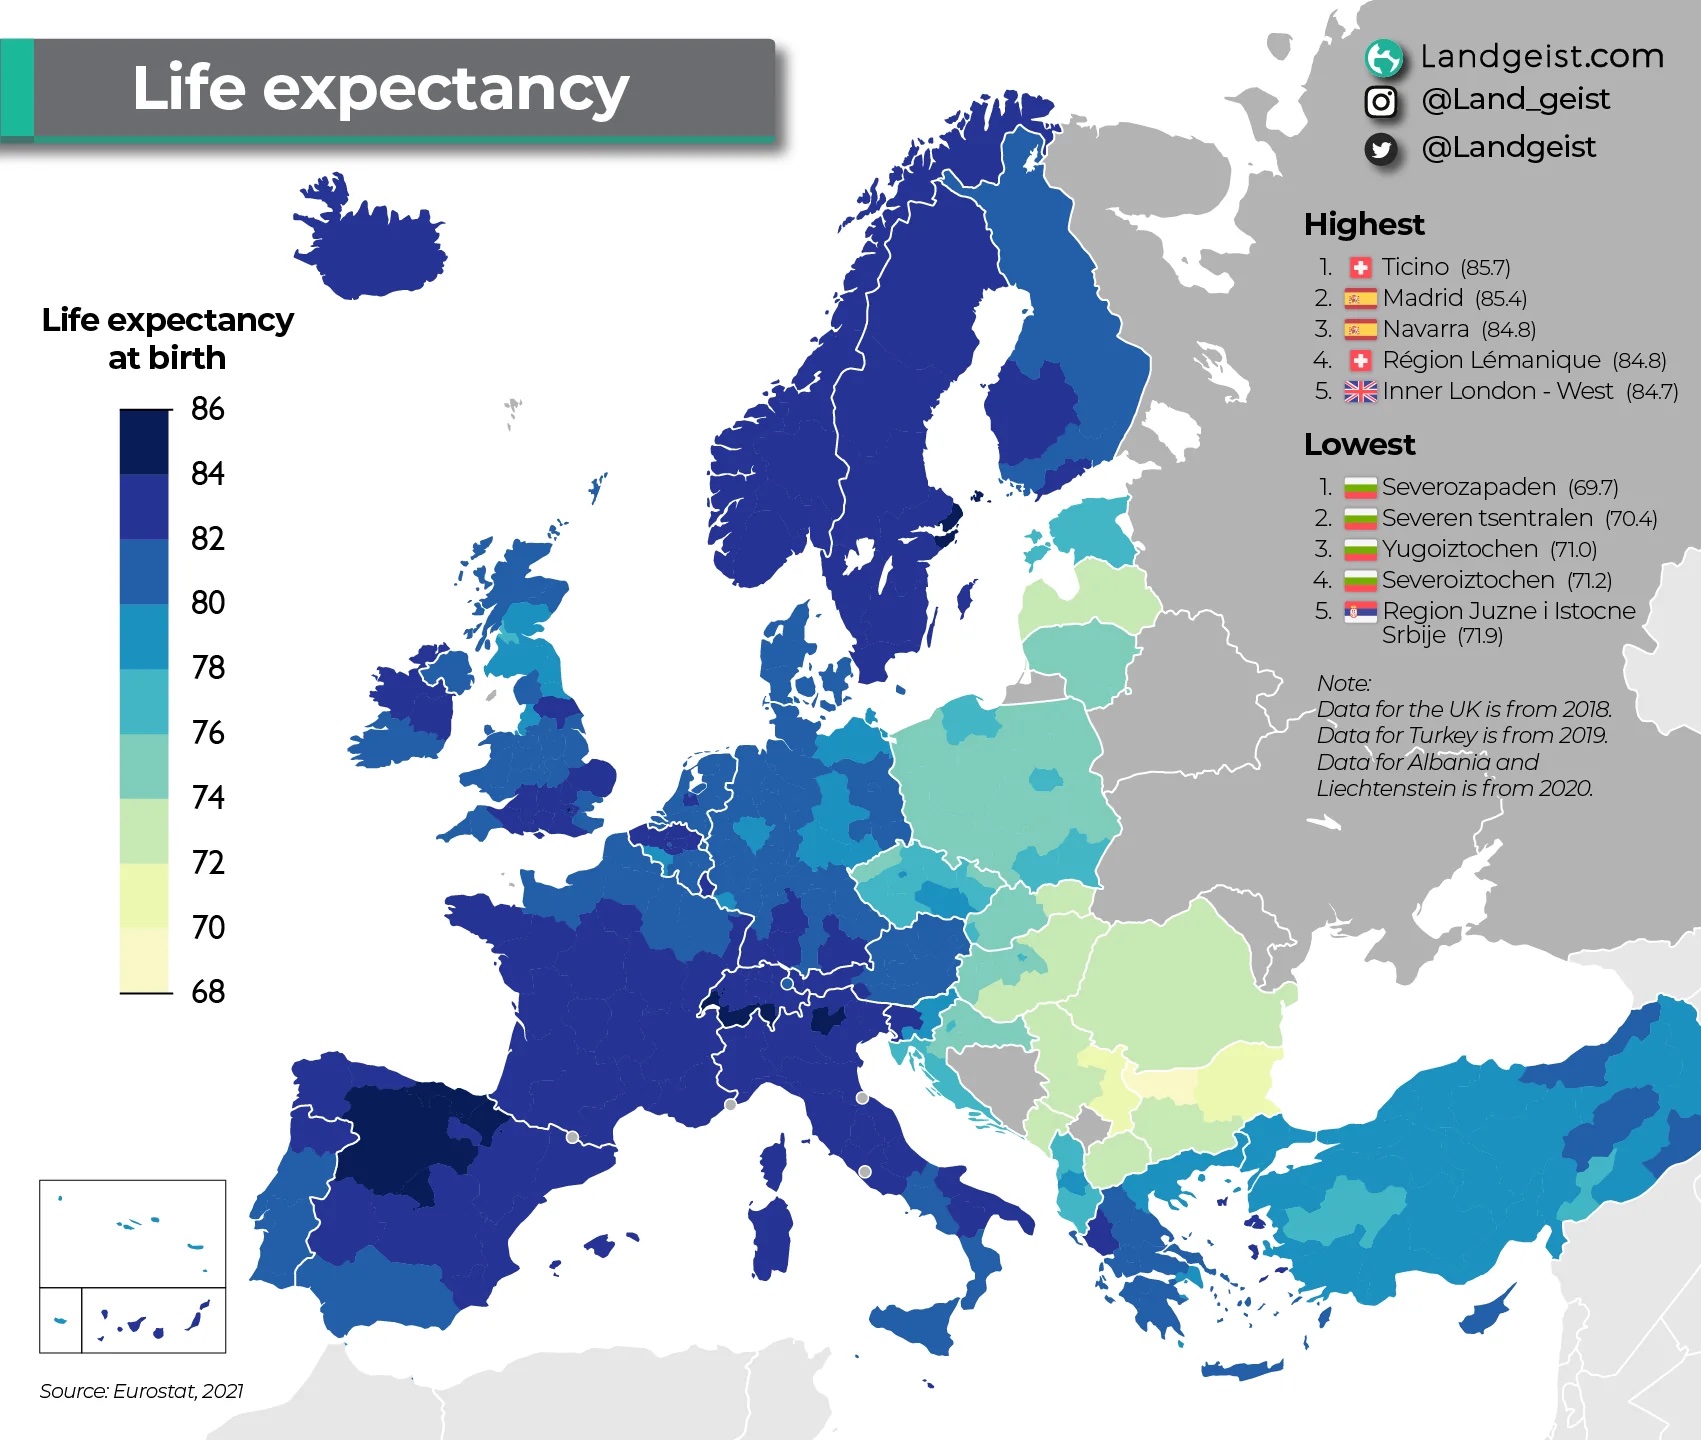 Life expectancy
Landgeist.com
@Land_geist
@Landgeist
Highest
1. Ticino (85.7)
2. Madrid (85.4)
3. Navarra (84.8)
4. Région Lémanique (84.8)
5. Inner London - West (84.7)
Lowest
1. Severozapaden (69.7)
2. Severen tsentralen (70.4)
3. Yugoiztochen (71.0)
4. Severoiztochen (71.2)
5. Region Juzne i Istocne
Srbije (71.9)
Note:
Data for the UK is from 2018.
Data for Turkey is from 2019.
Data for Albania and
Liechtenstein is from 2020.
Life expectancy
at birth
86
84
82
80
78
76
74
72
70
68
Source: Eurostat, 2021